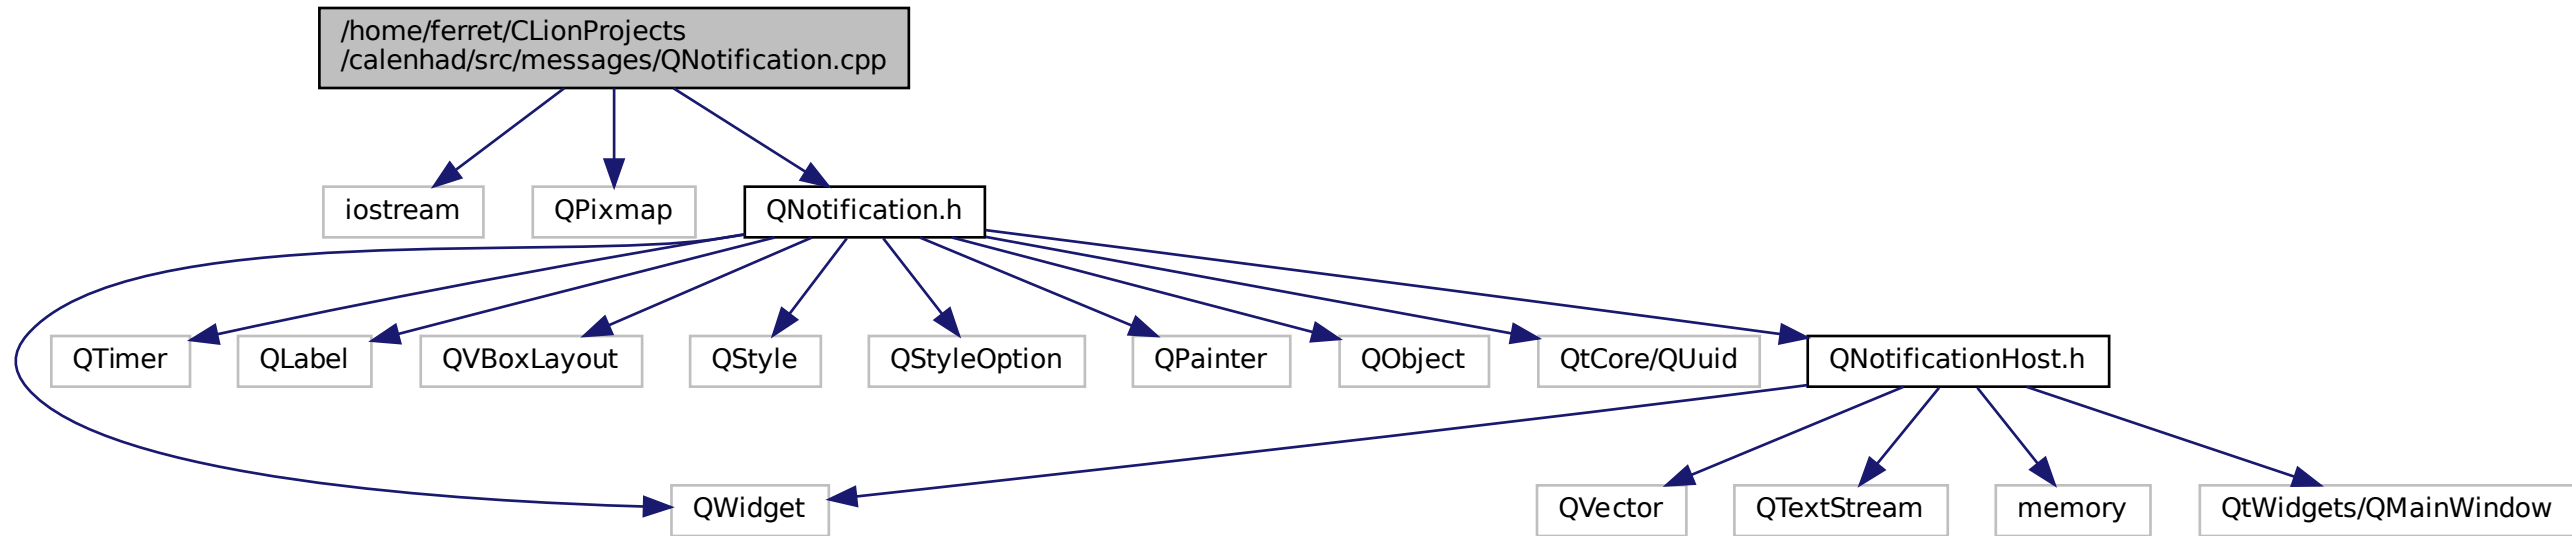 /home/ferret/CLionProjects
/calenhad/src/messages/QNotification.cpp
iostream
QPixmap
QNotification.h
QTimer
QLabel
QVBoxLayout
QStyle
QStyleOption
QPainter
QObject
QtCore/QUuid
QNotificationHost.h
QWidget
QVector
QTextStream
memory
QtWidgets/QMainWindow